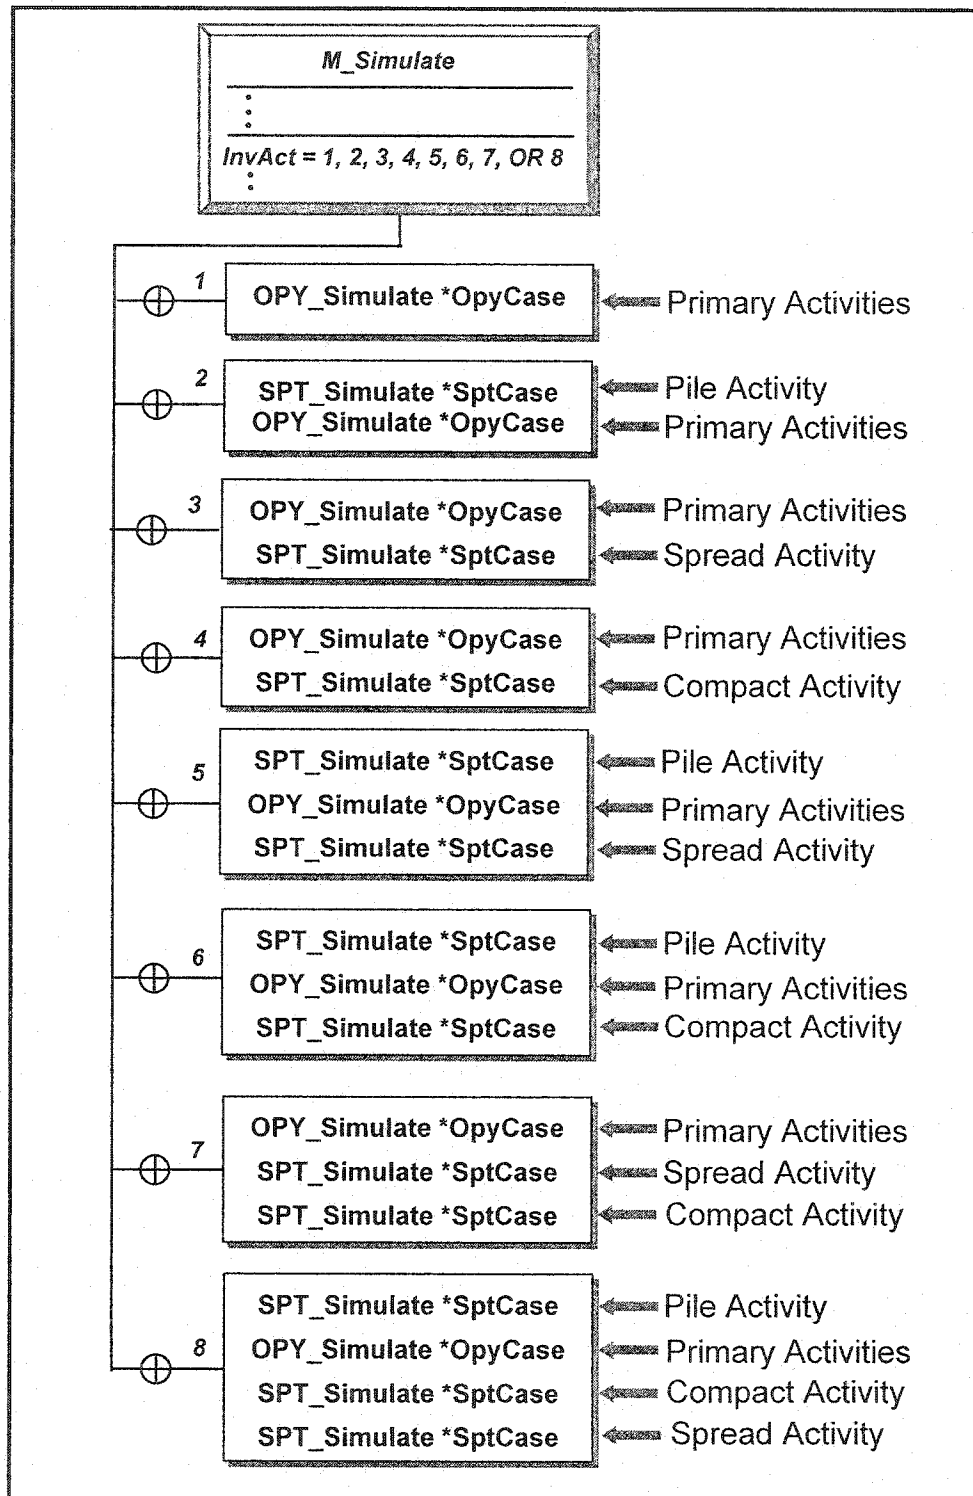 M_Simulate
InvAct = 1, 2, 3, 4, 5, 6, 7, OR 8
1
OPY_Simulate *OpyCase
Primary Activities
2
SPT_Simulate *SptCase
Pile Activity
OPY_Simulate *OpyCase
Primary Activities
3
OPY_Simulate *OpyCase
Primary Activities
SPT_Simulate *SptCase
Spread Activity
4
OPY_Simulate *OpyCase
Primary Activities
SPT_Simulate *SptCase
Compact Activity
5
SPT_Simulate *SptCase
Pile Activity
OPY_Simulate *OpyCase
Primary Activities
SPT_Simulate *SptCase
Spread Activity
6
SPT_Simulate *SptCase
Pile Activity
OPY_Simulate *OpyCase
Primary Activities
SPT_Simulate *SptCase
Compact Activity
7
OPY_Simulate *OpyCase
Primary Activities
SPT_Simulate *SptCase
Spread Activity
SPT_Simulate *SptCase
Compact Activity
8
SPT_Simulate *SptCase
Pile Activity
OPY_Simulate *OpyCase
Primary Activities
SPT_Simulate *SptCase
Compact Activity
SPT_Simulate *SptCase
Spread Activity